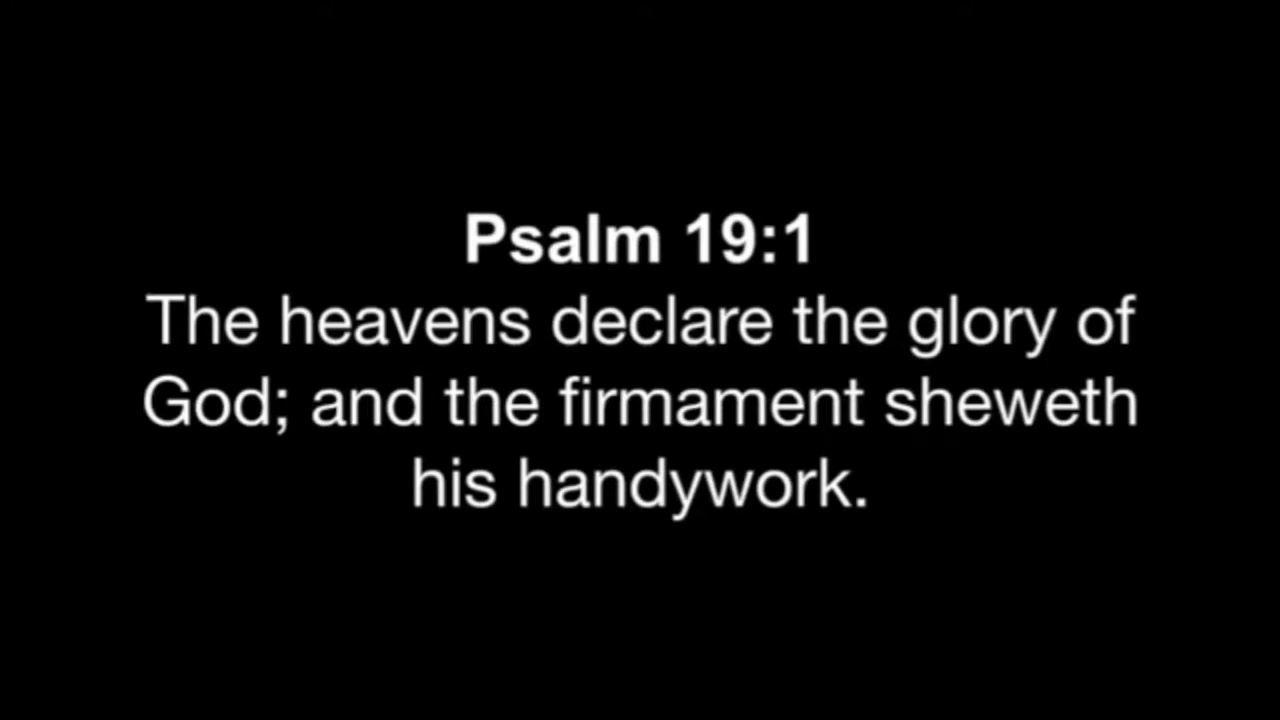 Psalm 19:1
The heavens declare the glory of
God; and the firmament sheweth
his handywork.